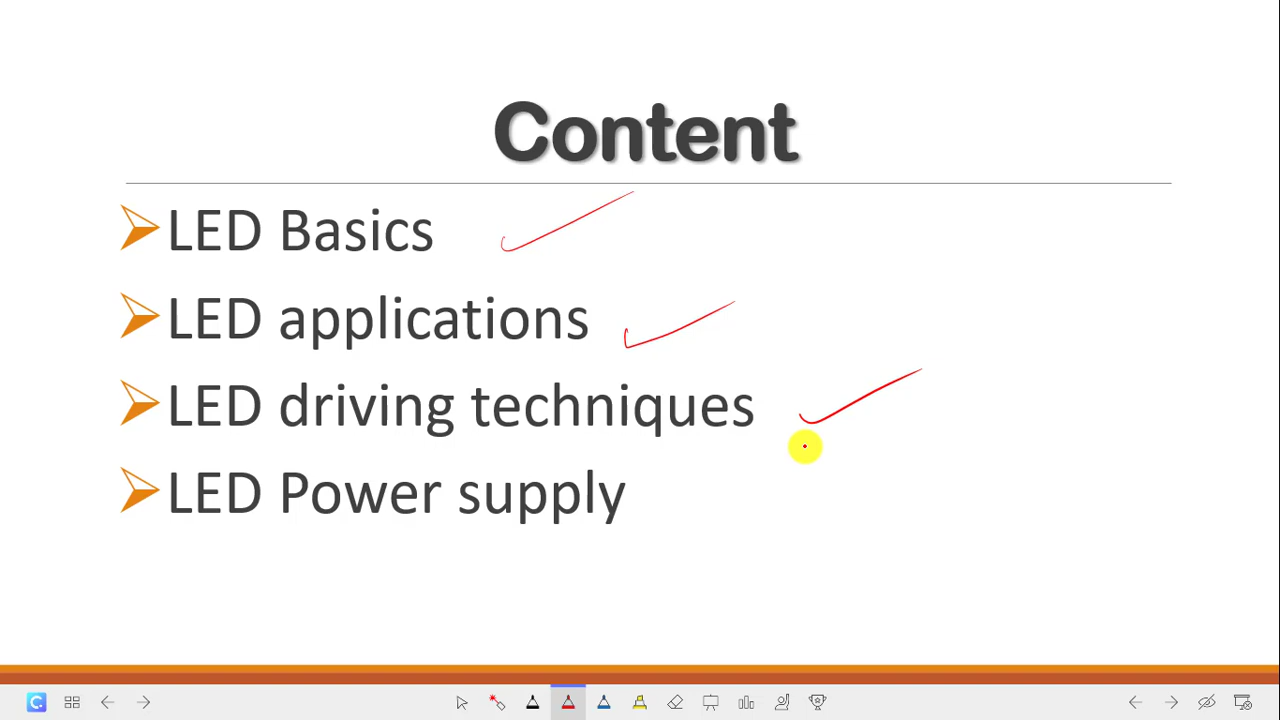 Content
LED Basics
LED applications
LED driving techniques
LED Power supply